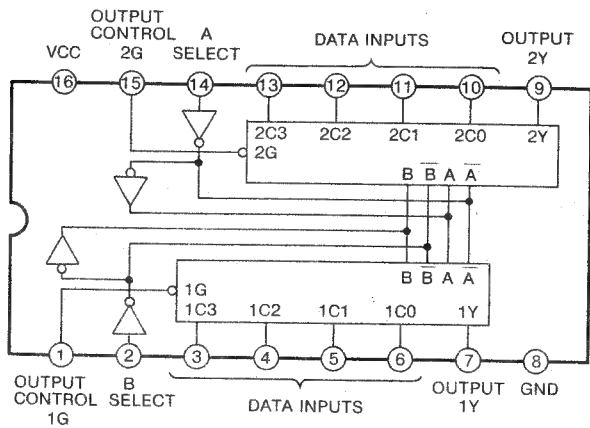 OUTPUT
CONTROL
2G
A
SELECT
DATA INPUTS
OUTPUT
2Y
VCC
16
15
14
13
12
11
10
9
2C3
2C2
2C1
2C0
2Y
2G
B
B̅
A
A̅
B
B̅
A
A̅
1G
1C3
1C2
1C1
1C0
1Y
1
2
3
4
5
6
7
8
OUTPUT
CONTROL
1G
B
SELECT
DATA INPUTS
OUTPUT
1Y
GND